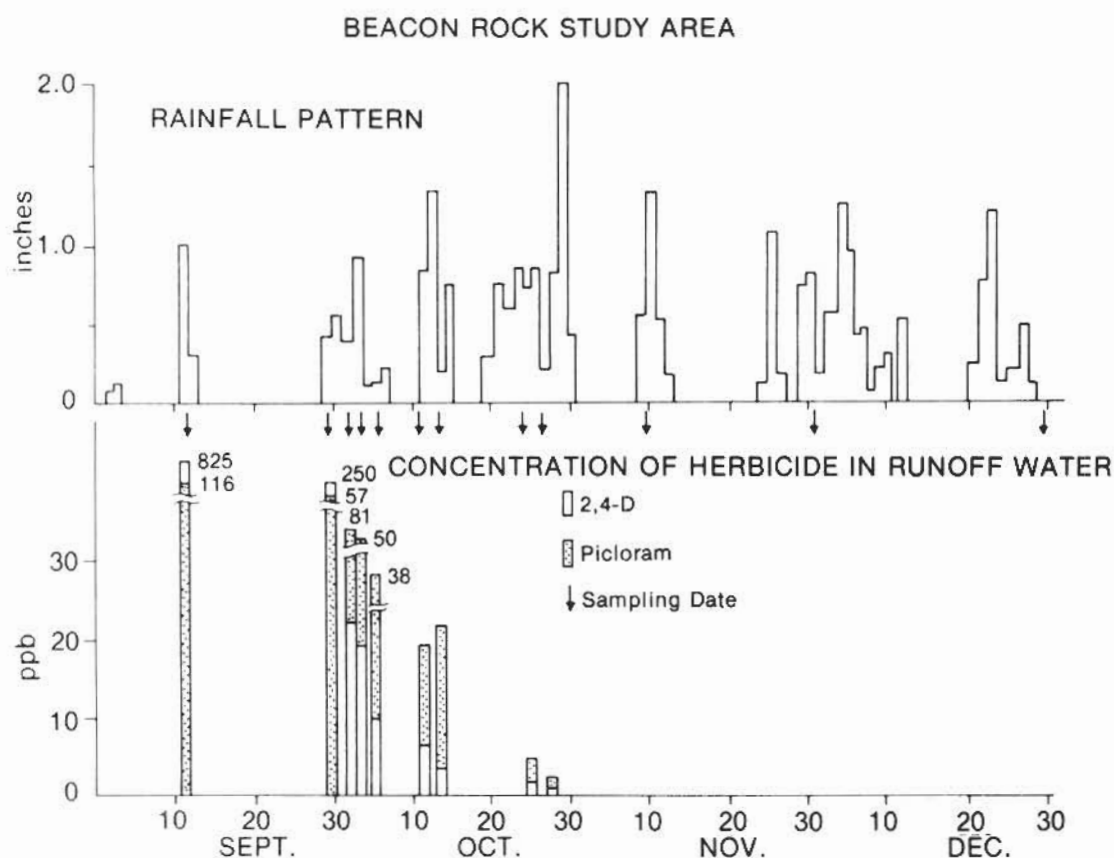 BEACON ROCK STUDY AREA
2.0
RAINFALL PATTERN
inches
1.0
0
CONCENTRATION OF HERBICIDE IN RUNOFF WATER
825
116
250
57
81
50
38
2,4-D
Picloram
Sampling Date
30
20
ppb
10
0
10 20 30 10 20 30 10 20 30 10 20 30
SEPT. OCT. NOV. DEC.